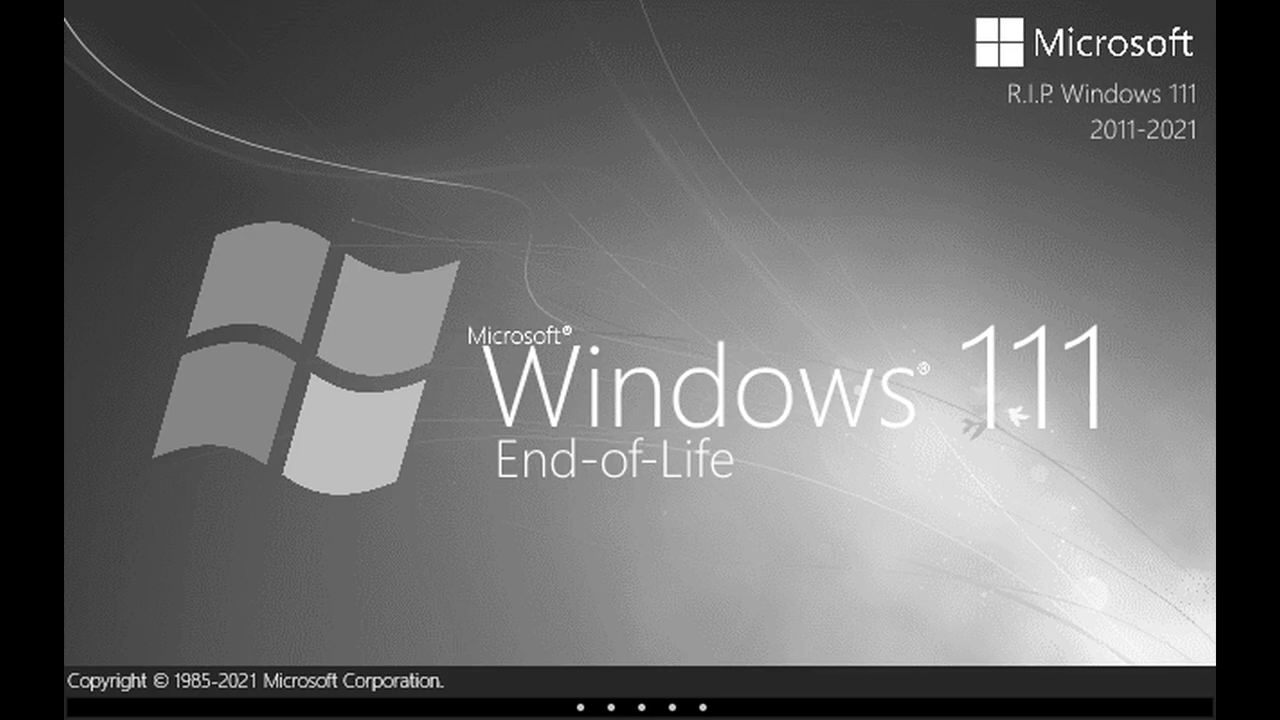 Microsoft
R.I.P. Windows 111
2011-2021
Microsoft®
Windows® 111
End-of-Life
Copyright © 1985-2021 Microsoft Corporation.